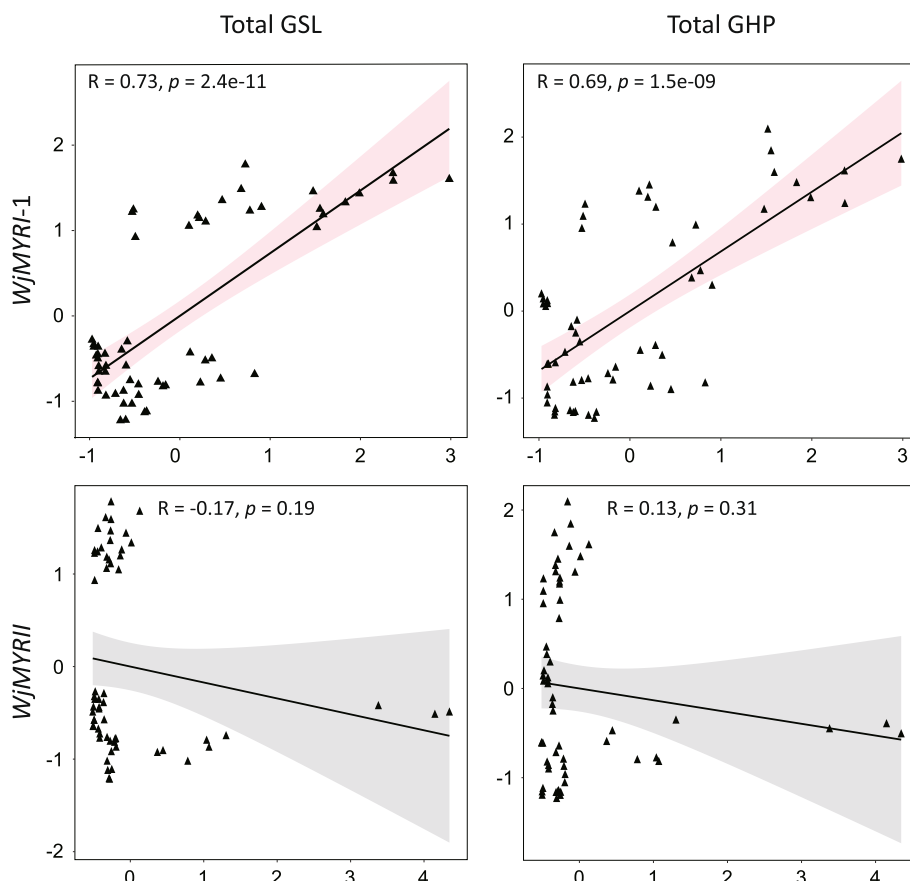 Total GSL
Total GHP
WjMYRI-1
R = 0.73, p = 2.4e-11
2
1
0
-1
-1 0 1 2 3
R = 0.69, p = 1.5e-09
2
1
0
-1
-1 0 1 2 3
WjMYRII
R = -0.17, p = 0.19
1
0
-1
-2
0 1 2 3 4
R = 0.13, p = 0.31
2
1
0
-1
0 1 2 3 4